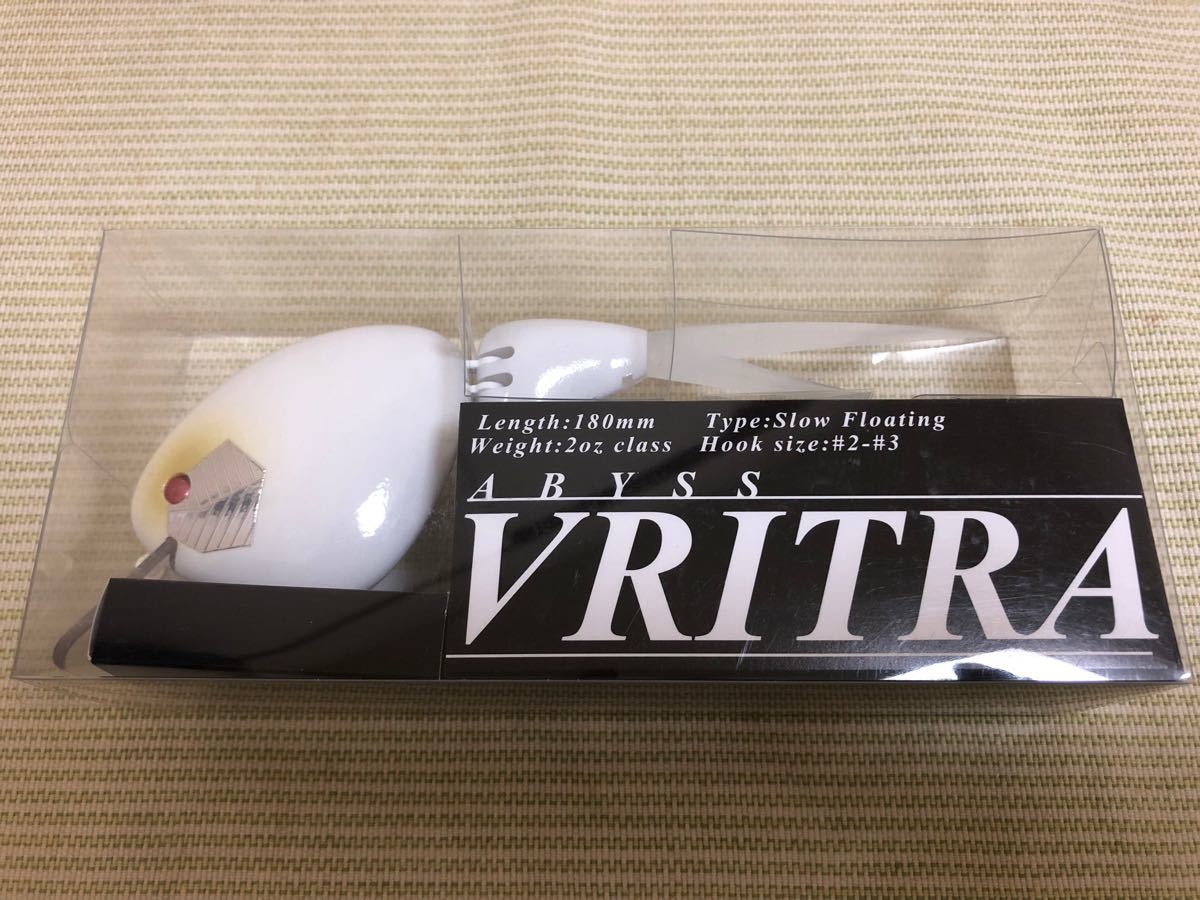 Length:180mm Type:Slow Floating
Weight:2oz class Hook size:#2-#3
ABYSS
VRITRA